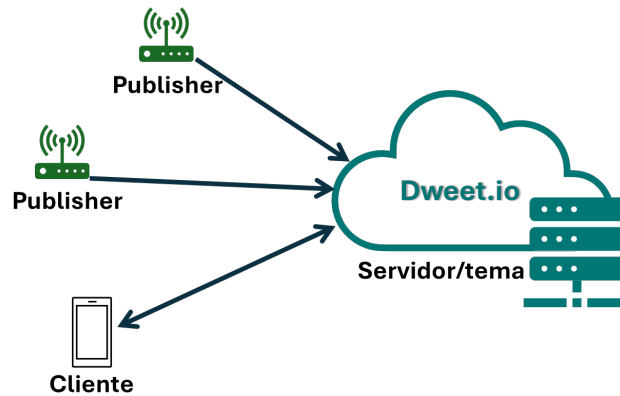 Publisher
Publisher
Dweet.io
Servidor/tema
Cliente